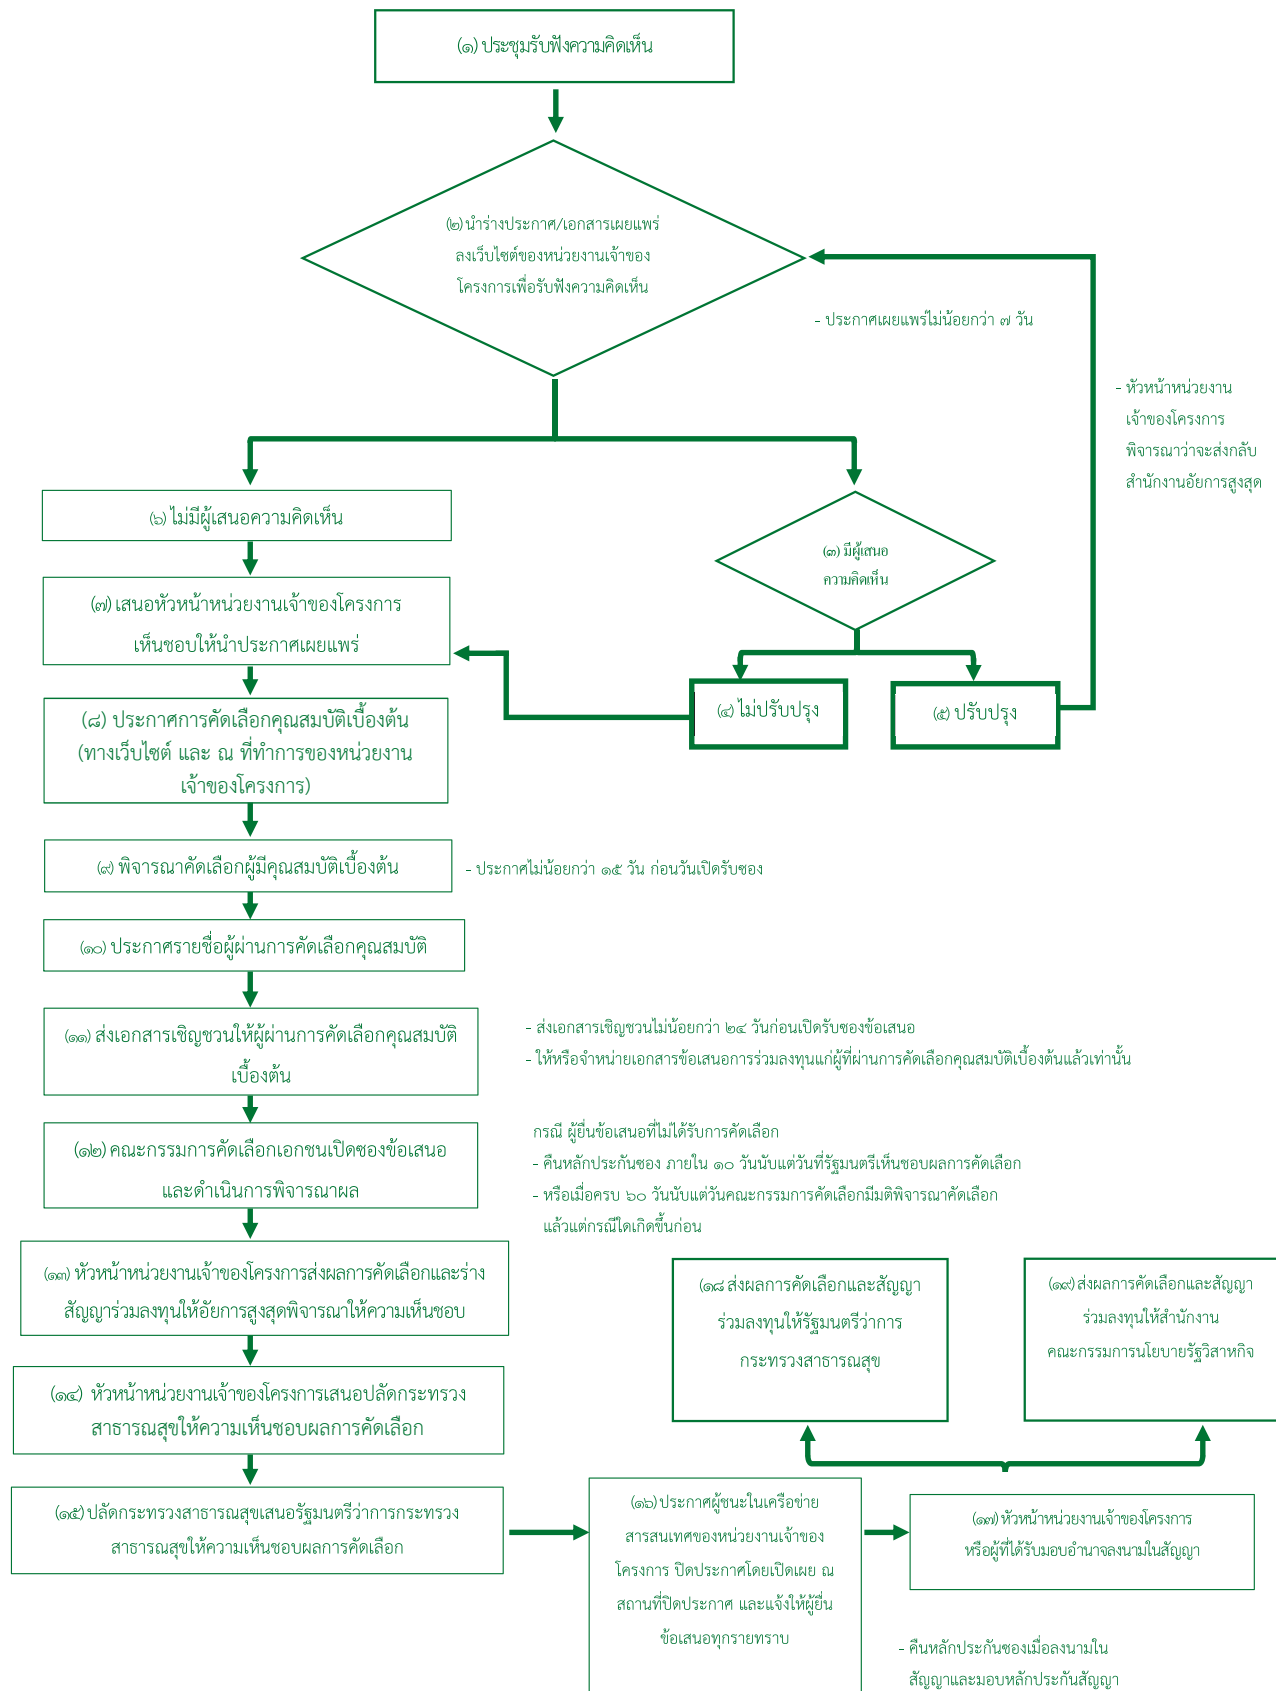 (๑) ประชุมรับฟังความคิดเห็น
(๒) นำร่างประกาศ/เอกสารเผยแพร่
ลงเว็บไซต์ของหน่วยงานเจ้าของ
โครงการเพื่อรับฟังความคิดเห็น
- ประกาศเผยแพร่ไม่น้อยกว่า ๗ วัน
- หัวหน้าหน่วยงาน
เจ้าของโครงการ
พิจารณาว่าจะส่งกลับ
สำนักงานอัยการสูงสุด
(๓) มีผู้เสนอ
ความคิดเห็น
(๔) ไม่ปรับปรุง
(๕) ปรับปรุง
(๖) ไม่มีผู้เสนอความคิดเห็น
(๗) เสนอหัวหน้าหน่วยงานเจ้าของโครงการ
เห็นชอบให้นำประกาศเผยแพร่
(๘) ประกาศการคัดเลือกคุณสมบัติเบื้องต้น
(ทางเว็บไซต์ และ ณ ที่ทำการของหน่วยงาน
เจ้าของโครงการ)
(๙) พิจารณาคัดเลือกผู้มีคุณสมบัติเบื้องต้น
- ประกาศไม่น้อยกว่า ๑๕ วัน ก่อนวันเปิดรับซอง
(๑๐) ประกาศรายชื่อผู้ผ่านการคัดเลือกคุณสมบัติ
(๑๑) ส่งเอกสารเชิญชวนให้ผู้ผ่านการคัดเลือกคุณสมบัติ
เบื้องต้น
- ส่งเอกสารเชิญชวนไม่น้อยกว่า ๒๔ วันก่อนเปิดรับซองข้อเสนอ
- ให้หรือจำหน่ายเอกสารข้อเสนอการร่วมลงทุนแก่ผู้ที่ผ่านการคัดเลือกคุณสมบัติเบื้องต้นแล้วเท่านั้น
(๑๒) คณะกรรมการคัดเลือกเอกชนเปิดซองข้อเสนอ
และดำเนินการพิจารณาผล
กรณี ผู้ยื่นข้อเสนอที่ไม่ได้รับการคัดเลือก
- คืนหลักประกันซอง ภายใน ๑๐ วันนับแต่วันที่รัฐมนตรีเห็นชอบผลการคัดเลือก
- หรือเมื่อครบ ๖๐ วันนับแต่วันคณะกรรมการคัดเลือกมีมติพิจารณาคัดเลือก
แล้วแต่กรณีใดเกิดขึ้นก่อน
(๑๓) หัวหน้าหน่วยงานเจ้าของโครงการส่งผลการคัดเลือกและร่าง
สัญญาร่วมลงทุนให้อัยการสูงสุดพิจารณาให้ความเห็นชอบ
(๑๔) หัวหน้าหน่วยงานเจ้าของโครงการเสนอปลัดกระทรวง
สาธารณสุขให้ความเห็นชอบผลการคัดเลือก
(๑๕) ปลัดกระทรวงสาธารณสุขเสนอรัฐมนตรีว่าการกระทรวง
สาธารณสุขให้ความเห็นชอบผลการคัดเลือก
(๑๖) ประกาศผู้ชนะในเครือข่าย
สารสนเทศของหน่วยงานเจ้าของ
โครงการ ปิดประกาศโดยเปิดเผย ณ
สถานที่ปิดประกาศ และแจ้งให้ผู้ยื่น
ข้อเสนอทุกรายทราบ
(๑๗) หัวหน้าหน่วยงานเจ้าของโครงการ
หรือผู้ที่ได้รับมอบอำนาจลงนามในสัญญา
- คืนหลักประกันซองเมื่อลงนามใน
สัญญาและมอบหลักประกันสัญญา
(๑๘ ส่งผลการคัดเลือกและสัญญา
ร่วมลงทุนให้รัฐมนตรีว่าการ
กระทรวงสาธารณสุข
(๑๙) ส่งผลการคัดเลือกและสัญญา
ร่วมลงทุนให้สำนักงาน
คณะกรรมการนโยบายรัฐวิสาหกิจ